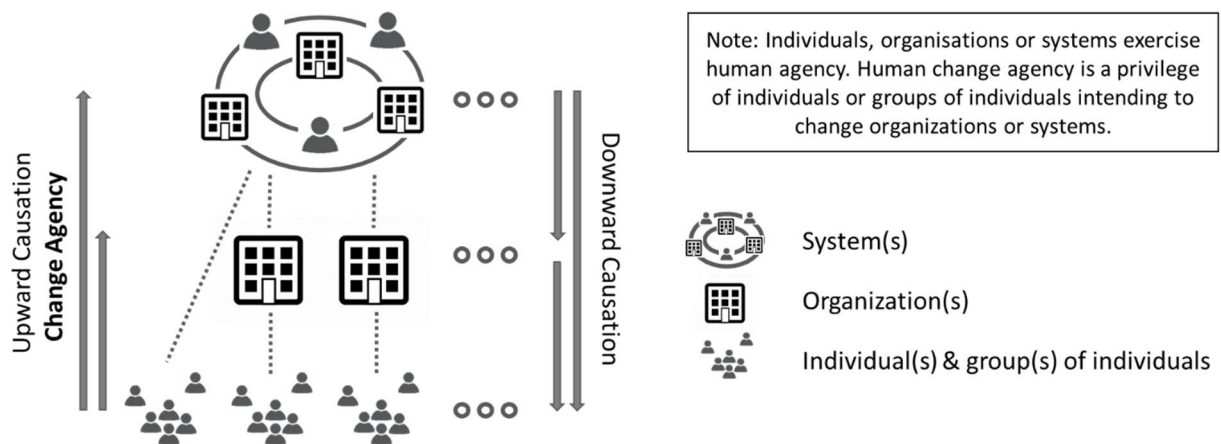 Upward Causation
Change Agency
Downward Causation
Note: Individuals, organisations or systems exercise
human agency. Human change agency is a privilege
of individuals or groups of individuals intending to
change organizations or systems.
System(s)
Organization(s)
Individual(s) & group(s) of individuals